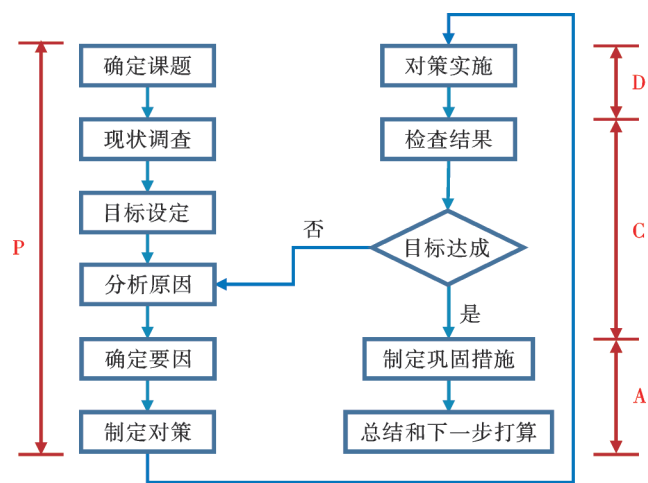 P
确定课题
现状调查
目标设定
分析原因
确定要因
制定对策
对策实施
检查结果
目标达成
否
是
制定巩固措施
总结和下一步打算
D
C
A